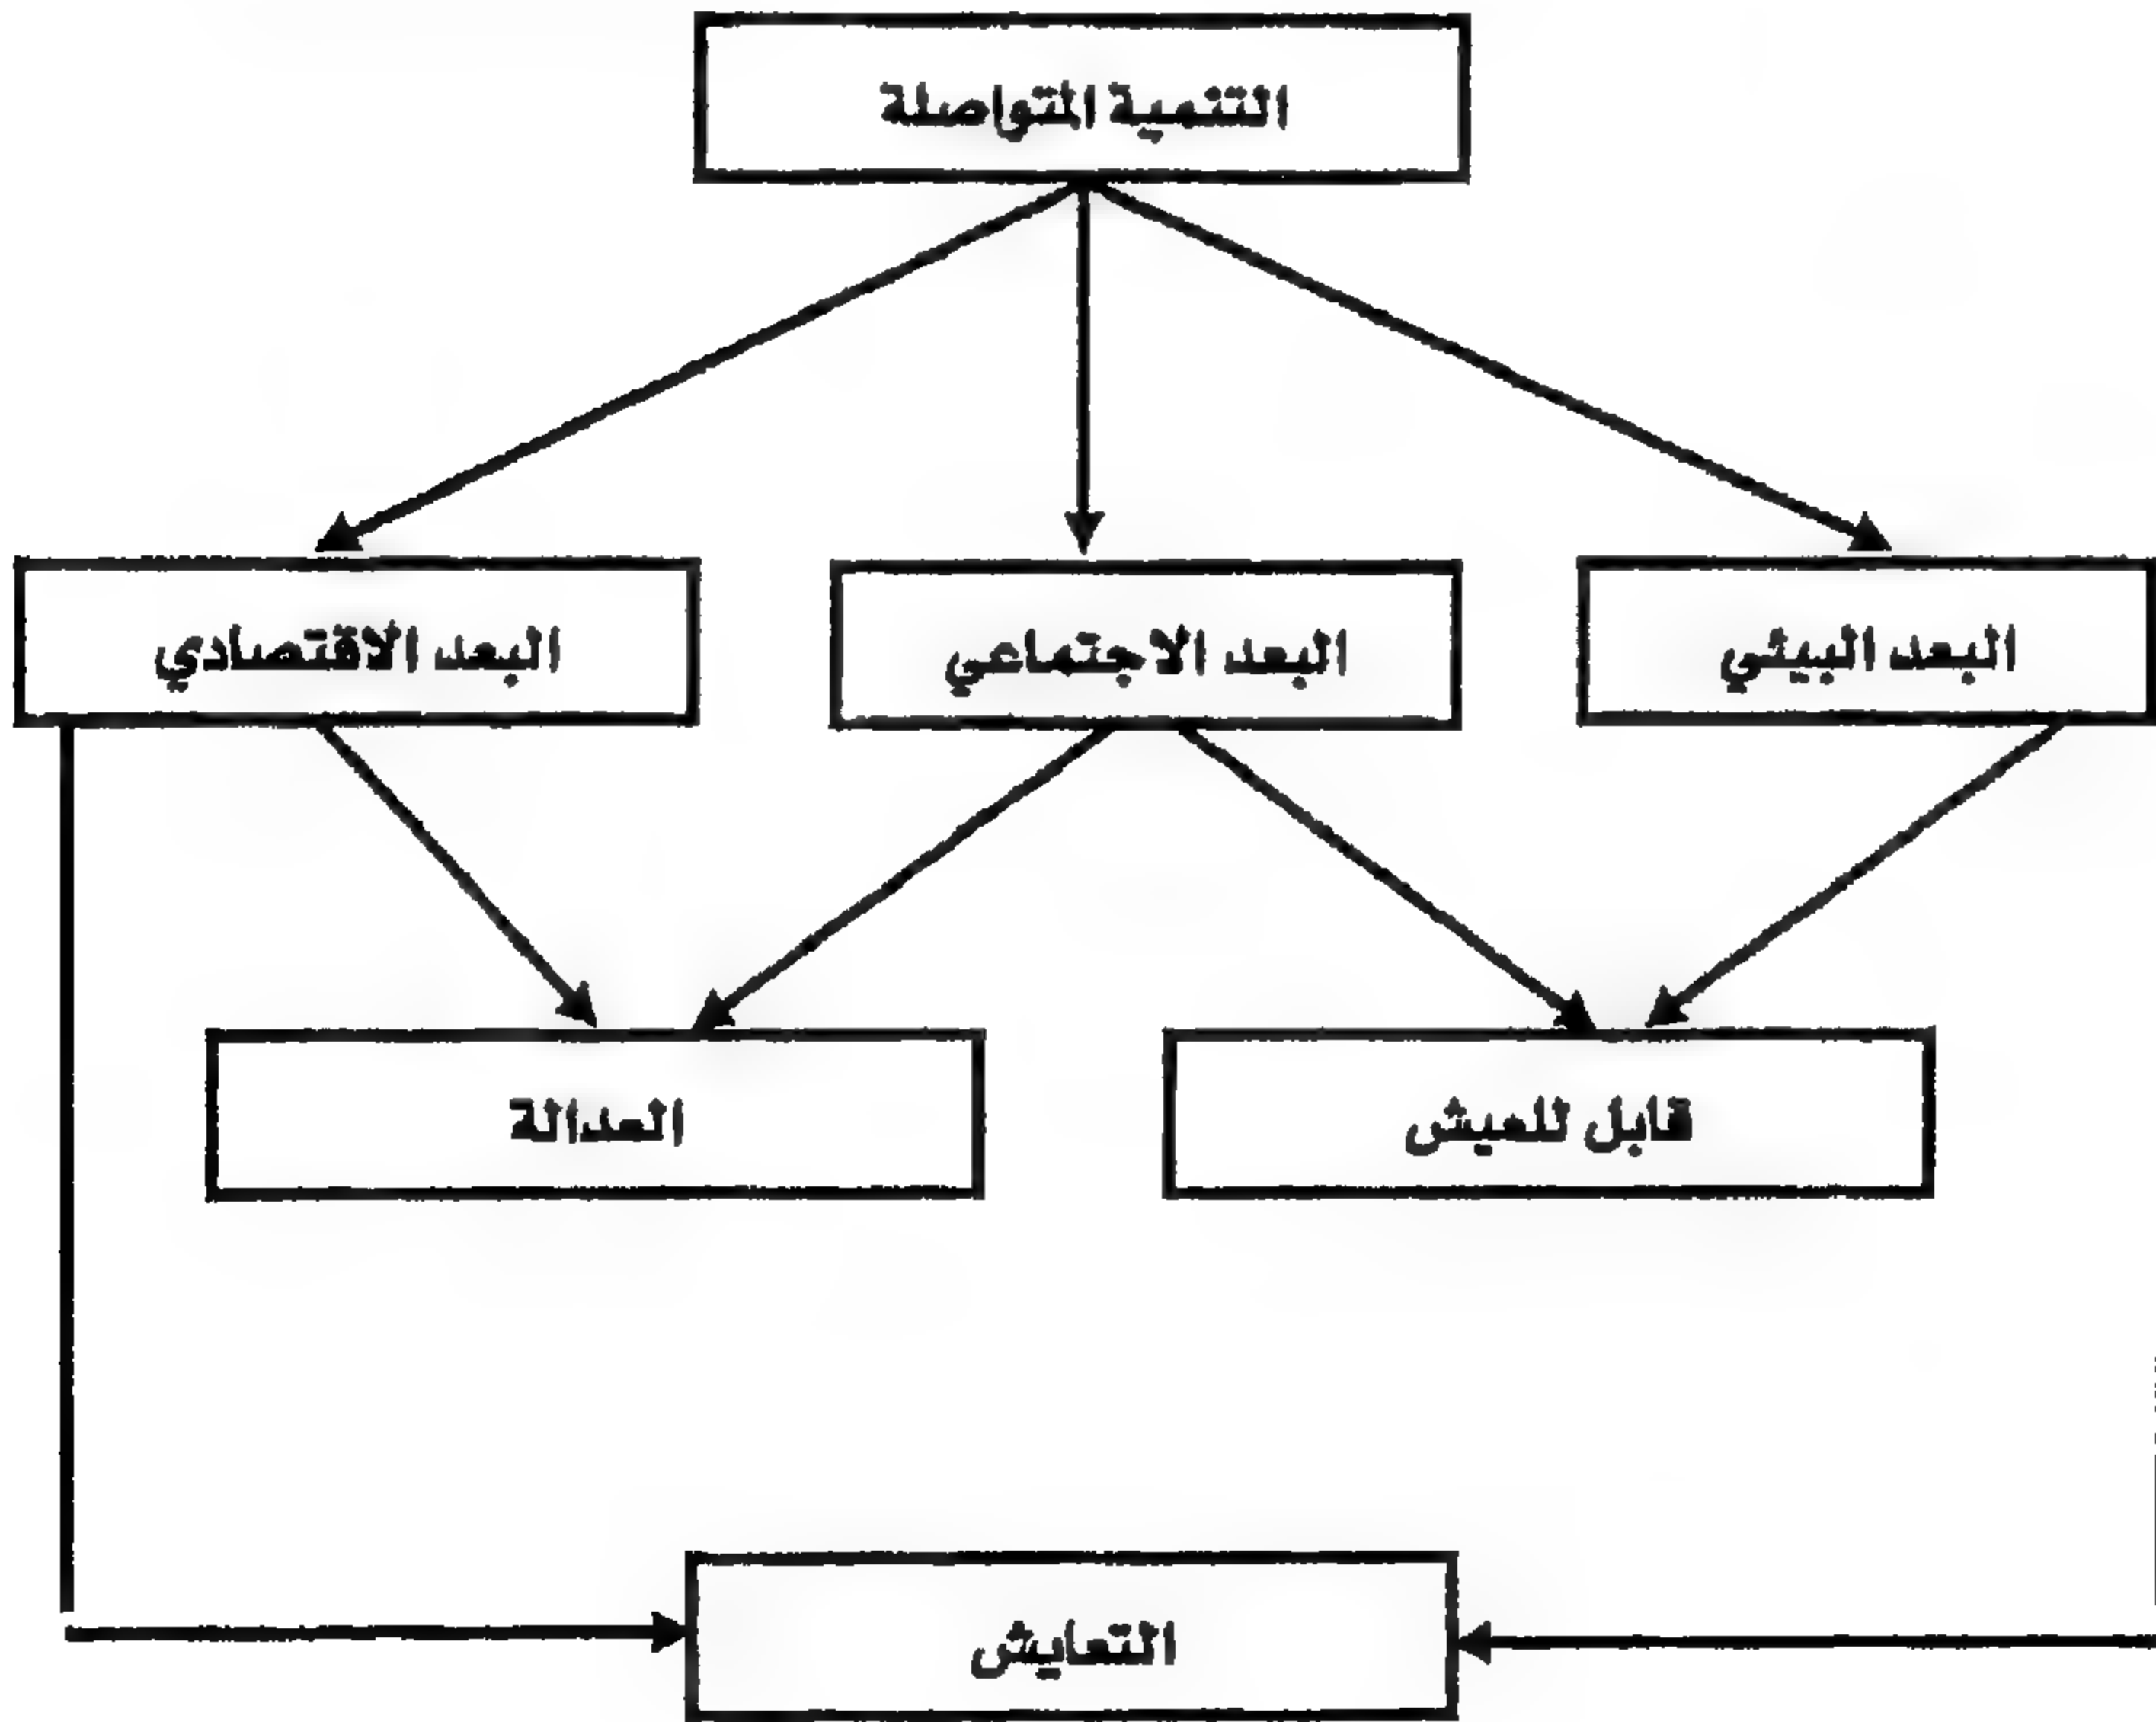 التنمية المتواصلة
البعد البيئي
البعد الاجتماعي
البعد الاقتصادي
قابل للعيش
العدالة
التعايش